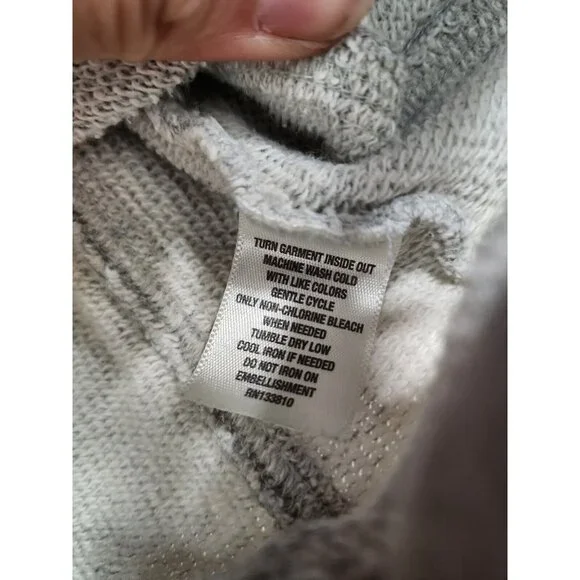 TURN GARMENT INSIDE OUT
MACHINE WASH COLD
WITH LIKE COLORS
GENTLE CYCLE
ONLY NON-CHLORINE BLEACH
WHEN NEEDED
TUMBLE DRY LOW
COOL IRON IF NEEDED
DO NOT IRON ON
EMBELLISHMENT
RN133810